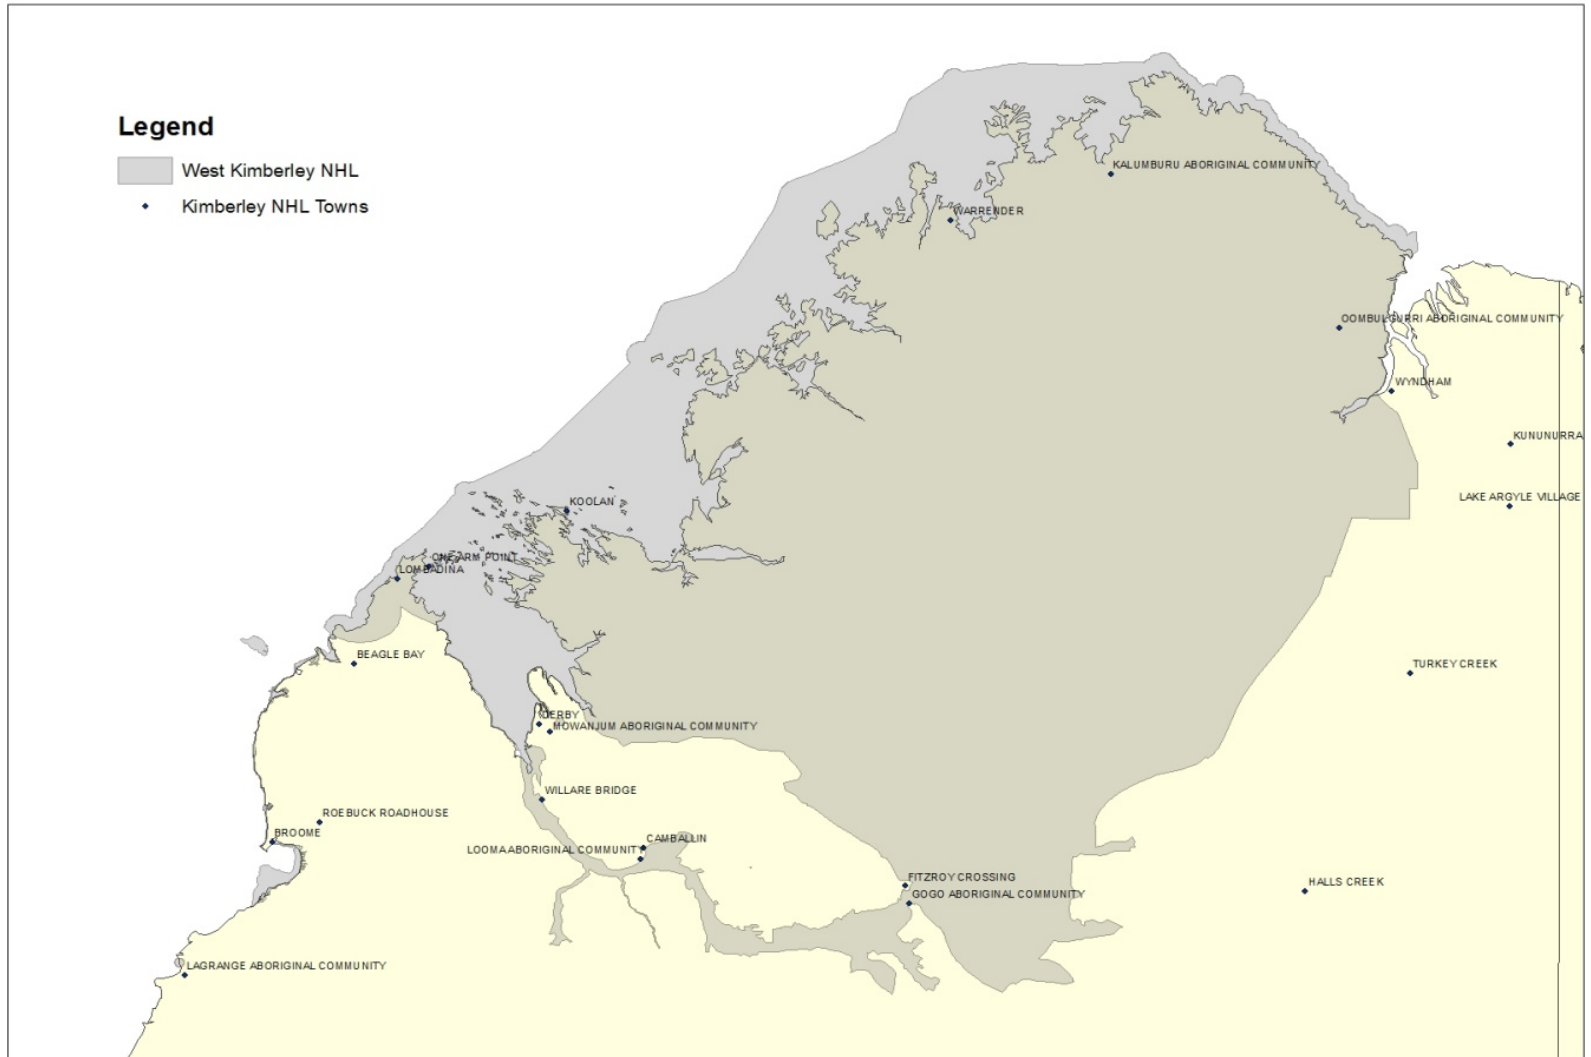 Legend
West Kimberley NHL
Kimberley NHL Towns
KALUMBURU ABORIGINAL COMMUNITY
WARRENDER
OOMBULGURRI ABORIGINAL COMMUNITY
WYNDHAM
KUNUNURRA
LAKE ARGYLE VILLAGE
KOOLAN
ONE ARM POINT
LOMBADINA
BEAGLE BAY
TURKEY CREEK
DERBY
MOWANJUM ABORIGINAL COMMUNITY
WILLARE BRIDGE
ROEBUCK ROADHOUSE
BROOME
CAMBALLIN
LOOMA ABORIGINAL COMMUNITY
FITZROY CROSSING
GOGO ABORIGINAL COMMUNITY
HALLS CREEK
LAGRANGE ABORIGINAL COMMUNITY